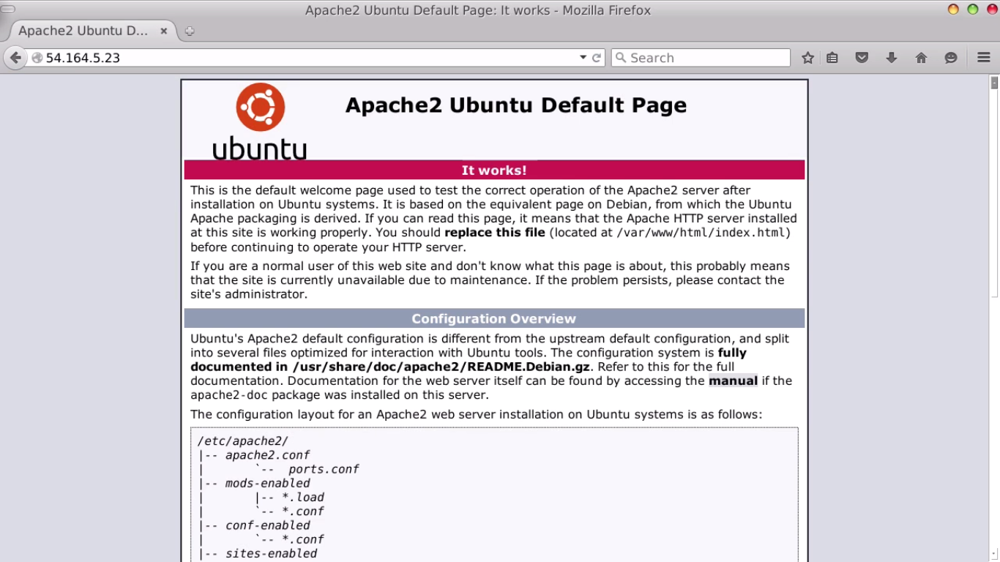 Apache2 Ubuntu Default Page: It works - Mozilla Firefox
Apache2 Ubuntu D...
54.164.5.23
Search
Apache2 Ubuntu Default Page
ubuntu
It works!
This is the default welcome page used to test the correct operation of the Apache2 server after
installation on Ubuntu systems. It is based on the equivalent page on Debian, from which the Ubuntu
Apache packaging is derived. If you can read this page, it means that the Apache HTTP server installed
at this site is working properly. You should replace this file (located at /var/www/html/index.html)
before continuing to operate your HTTP server.
If you are a normal user of this web site and don't know what this page is about, this probably means
that the site is currently unavailable due to maintenance. If the problem persists, please contact the
site's administrator.
Configuration Overview
Ubuntu's Apache2 default configuration is different from the upstream default configuration, and split
into several files optimized for interaction with Ubuntu tools. The configuration system is fully
documented in /usr/share/doc/apache2/README.Debian.gz. Refer to this for the full
documentation. Documentation for the web server itself can be found by accessing the manual if the
apache2-doc package was installed on this server.
The configuration layout for an Apache2 web server installation on Ubuntu systems is as follows:
/etc/apache2/
|-- apache2.conf
|       `--  ports.conf
|-- mods-enabled
|       |-- *.load
|       `-- *.conf
|-- conf-enabled
|       `-- *.conf
|-- sites-enabled